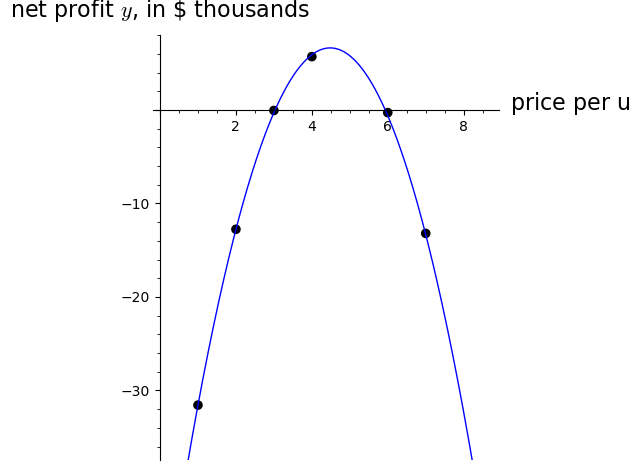 net profit y, in $ thousands
price per u
2 4 6 8
−10
−20
−30